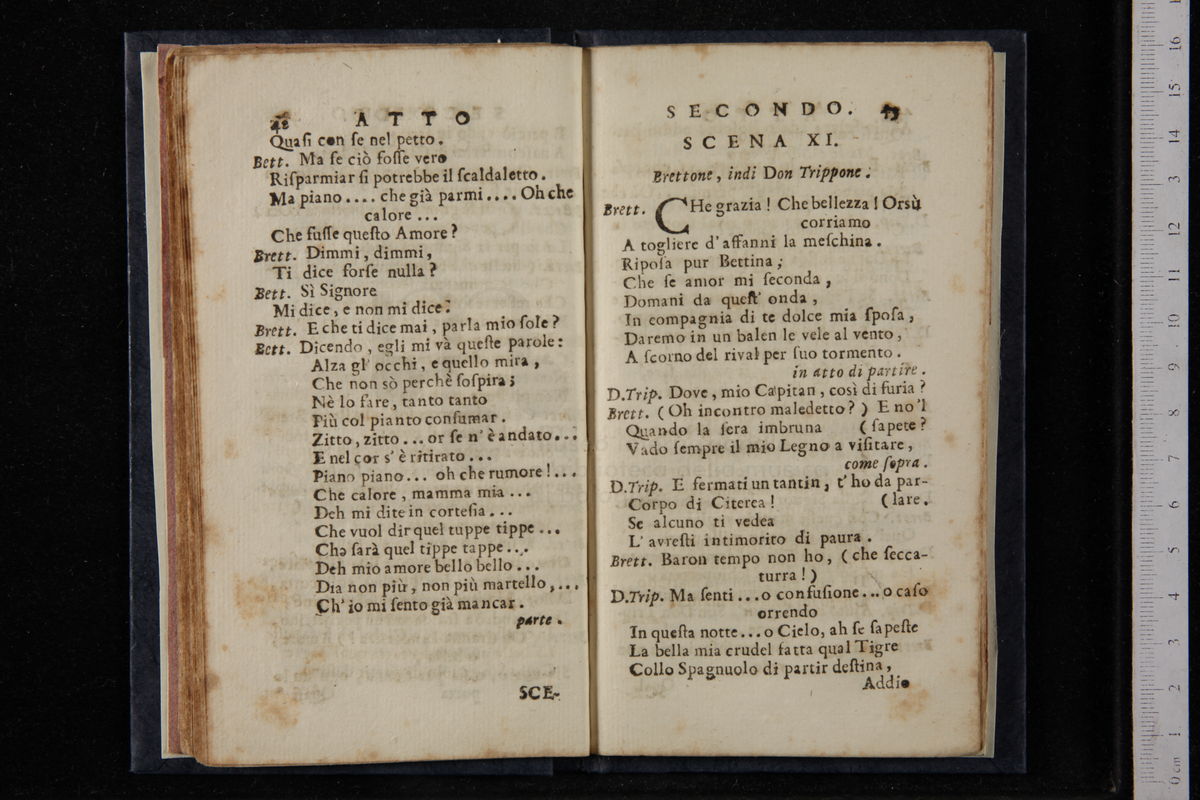 42 ATTO
Quaſi con ſe nel petto.
Bett. Ma ſe ciò foſſe vero
Riſparmiar ſi potrebbe il ſcaldaletto.
Ma piano .... che già parmi .... Oh che
calore ...
Che fuſſe queſto Amore?
Brett. Dimmi, dimmi,
Ti dice forſe nulla?
Bett. Sì Signore
Mi dice, e non mi dice:
Brett. E che ti dice mai, parla mio ſole?
Bett. Dicendo, egli mi và queſte parole:
Alza gl' occhi, e quello mira,
Che non sò perchè ſoſpira;
Nè lo fare, tanto tanto
Più col pianto conſumar.
Zitto, zitto ... or ſe n' è andato...
E nel cor s' è ritirato ...
Piano piano... oh che rumore!...
Che calore, mamma mia ...
Deh mi dite in corteſia ...
Che vuol dir quel tuppe tippe ...
Che ſarà quel tippe tappe ...
Deh mio amore bello bello ...
Dia non più, non più martello,...
Ch' io mi ſento già mancar.
parte.
SCE-
SECONDO. 43
SCENA XI.
Brettone, indi Don Trippone.
Brett. CHe grazia! Che bellezza! Orsù
corriamo
A togliere d' affanni la meſchina.
Ripoſa pur Bettina;
Che ſe amor mi ſeconda,
Domani da queſt' onda,
In compagnia di te dolce mia ſpoſa,
Daremo in un balen le vele al vento,
A ſcorno del rival per ſuo tormento.
in atto di partire.
D.Trip. Dove, mio Capitan, così di furia?
Brett. (Oh incontro maledetto?) E no'l
Quando la ſera imbruna (ſapete?
Vado ſempre il mio Legno a viſitare,
come ſopra.
D.Trip. E fermati un tantin, t' ho da par-
Corpo di Citerea! (lare.
Se alcuno ti vedea
L' avreſti intimorito di paura.
Brett. Baron tempo non ho, (che ſecca-
turra!)
D.Trip. Ma ſenti ...o confuſione...o caſo
orrendo
In queſta notte...o Cielo, ah ſe ſapeſte
La bella mia crudel fatta qual Tigre
Collo Spagnuolo di partir deſtina,
Addio